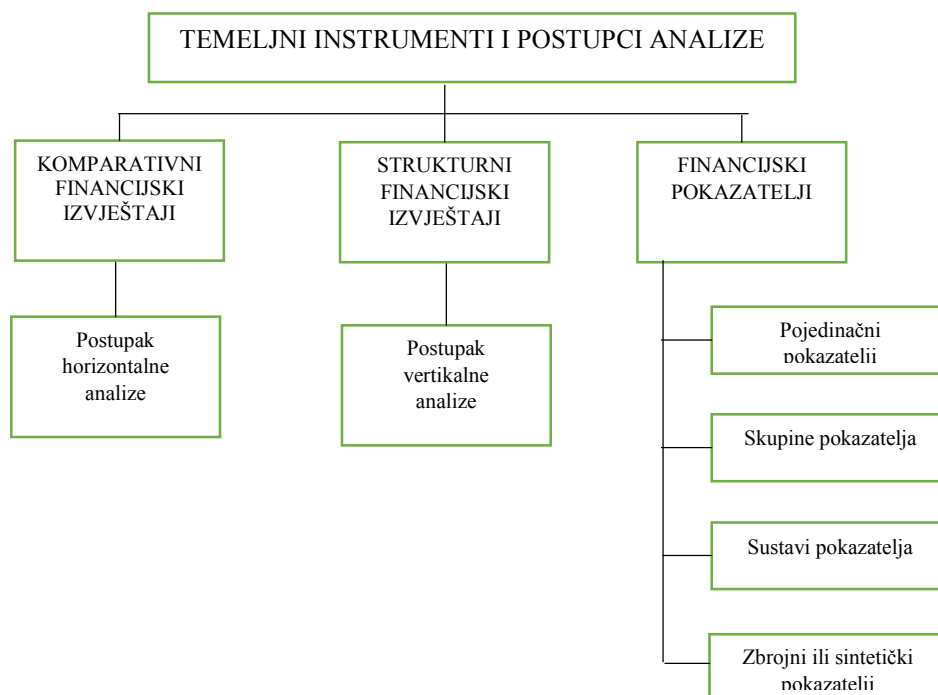 TEMELJNI INSTRUMENTI I POSTUPCI ANALIZE
KOMPARATIVNI
FINANCIJSKI
IZVJEŠTAJI
STRUKTURNI
FINANCIJSKI
IZVJEŠTAJI
FINANCIJSKI
POKAZATELJI
Postupak
horizontalne
analize
Postupak
vertikalne
analize
Pojedinačni
pokazatelji
Skupine pokazatelja
Sustavi pokazatelja
Zbrojni ili sintetički
pokazatelji